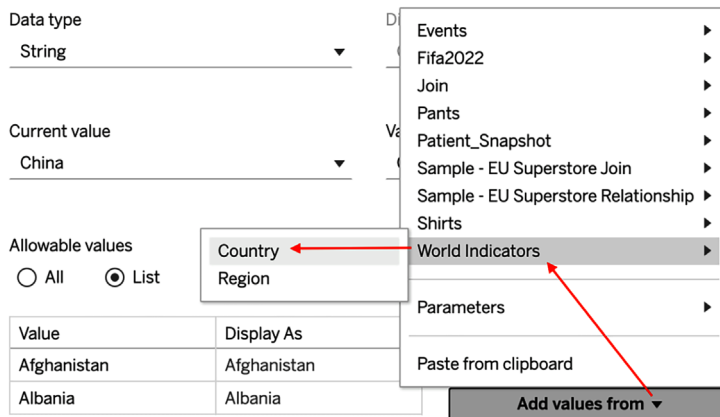 Data type
String
Di
Current value
China
Va
Allowable values
All
List
Value
Display As
Afghanistan
Afghanistan
Albania
Albania
Events
Fifa2022
Join
Pants
Patient_Snapshot
Sample - EU Superstore Join
Sample - EU Superstore Relationship
Shirts
World Indicators
Country
Region
Parameters
Paste from clipboard
Add values from